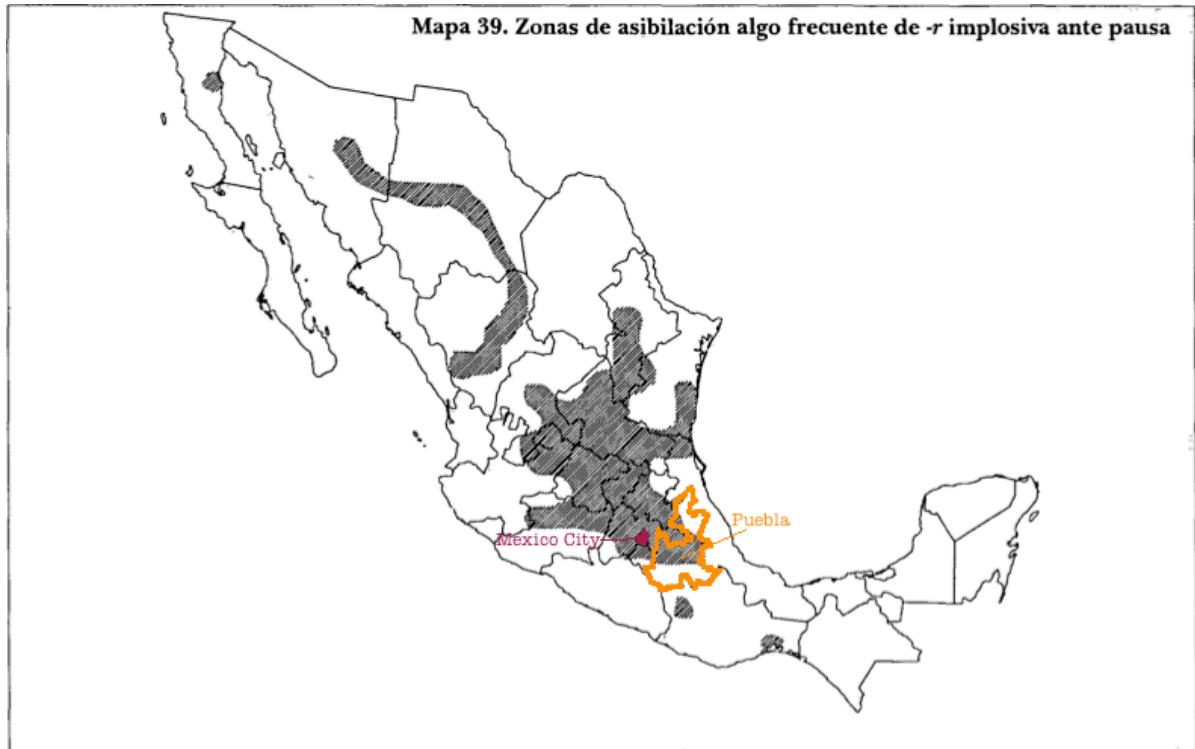 Mapa 39. Zonas de asibilación algo frecuente de -r implosiva ante pausa
Puebla
Mexico City